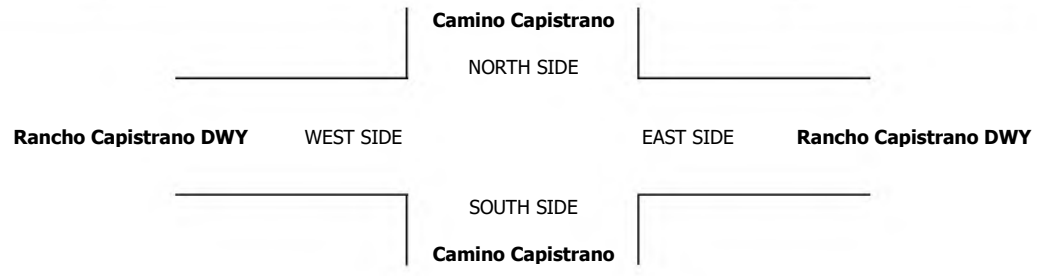 Camino Capistrano
NORTH SIDE
Rancho Capistrano DWY WEST SIDE EAST SIDE Rancho Capistrano DWY
SOUTH SIDE
Camino Capistrano